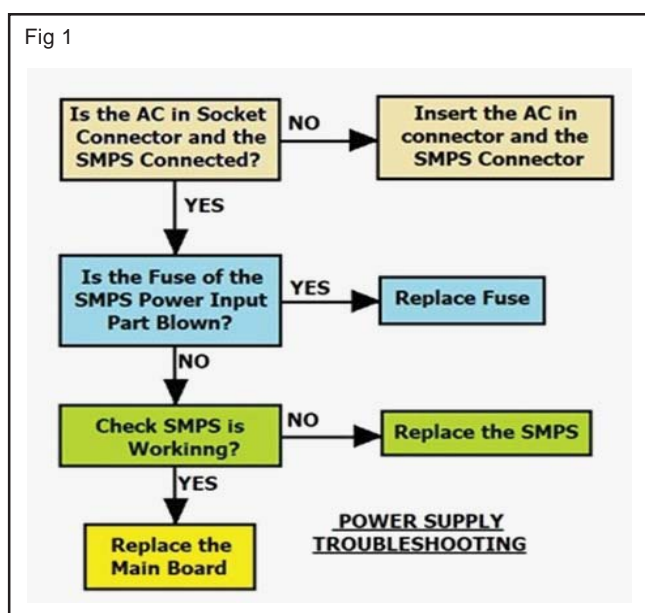 Fig 1
Is the AC in Socket
Connector and the
SMPS Connected?
NO
Insert the AC in
connector and the
SMPS Connector
YES
Is the Fuse of the
SMPS Power Input
Part Blown?
YES
Replace Fuse
NO
Check SMPS is
Workinng?
NO
Replace the SMPS
YES
Replace the
Main Board
POWER SUPPLY
TROUBLESHOOTING